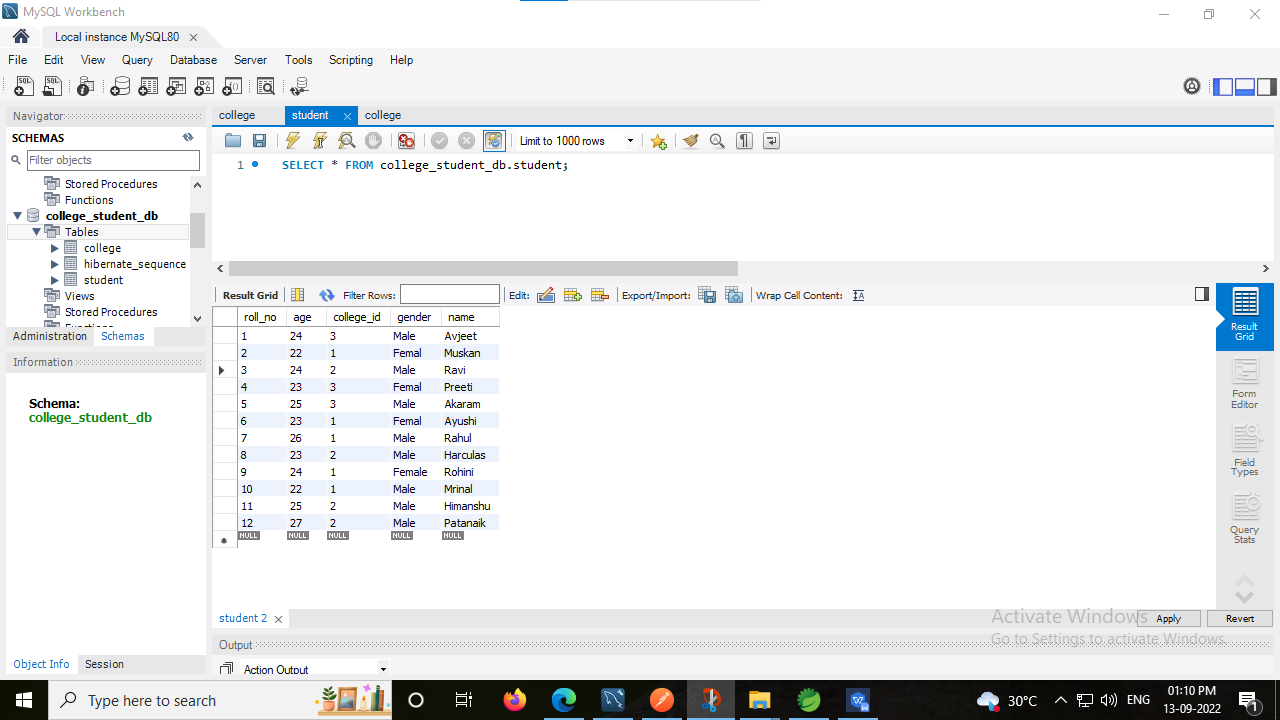 MySQL Workbench
Local instance MySQL80
File Edit View Query Database Server Tools Scripting Help
Navigator
SCHEMAS
Filter objects
Stored Procedures
Functions
college_student_db
Tables
college
hibernate_sequence
student
Views
Stored Procedures
Functions
Administration Schemas
Information
Schema:
college_student_db
Object Info Session
college student college
Limit to 1000 rows
1 SELECT * FROM college_student_db.student;
Result Grid Filter Rows: Edit: Export/Import: Wrap Cell Content:
roll_no age college_id gender name
1 24 3 Male Avjeet
2 22 1 Femal Muskan
3 24 2 Male Ravi
4 23 3 Femal Preeti
5 25 3 Male Akaram
6 23 1 Femal Ayushi
7 26 1 Male Rahul
8 23 2 Male Harculas
9 24 1 Female Rohini
10 22 1 Male Mrinal
11 25 2 Male Himanshu
12 27 2 Male Patanaik
NULL NULL NULL NULL NULL
Result
Grid
Form
Editor
Field
Types
Query
Stats
student 2
Activate Windows
Go to Settings to activate Windows.
Apply Revert
Output
Action Output
Type here to search
30°C
ENG
01:10 PM
13-09-2022
1